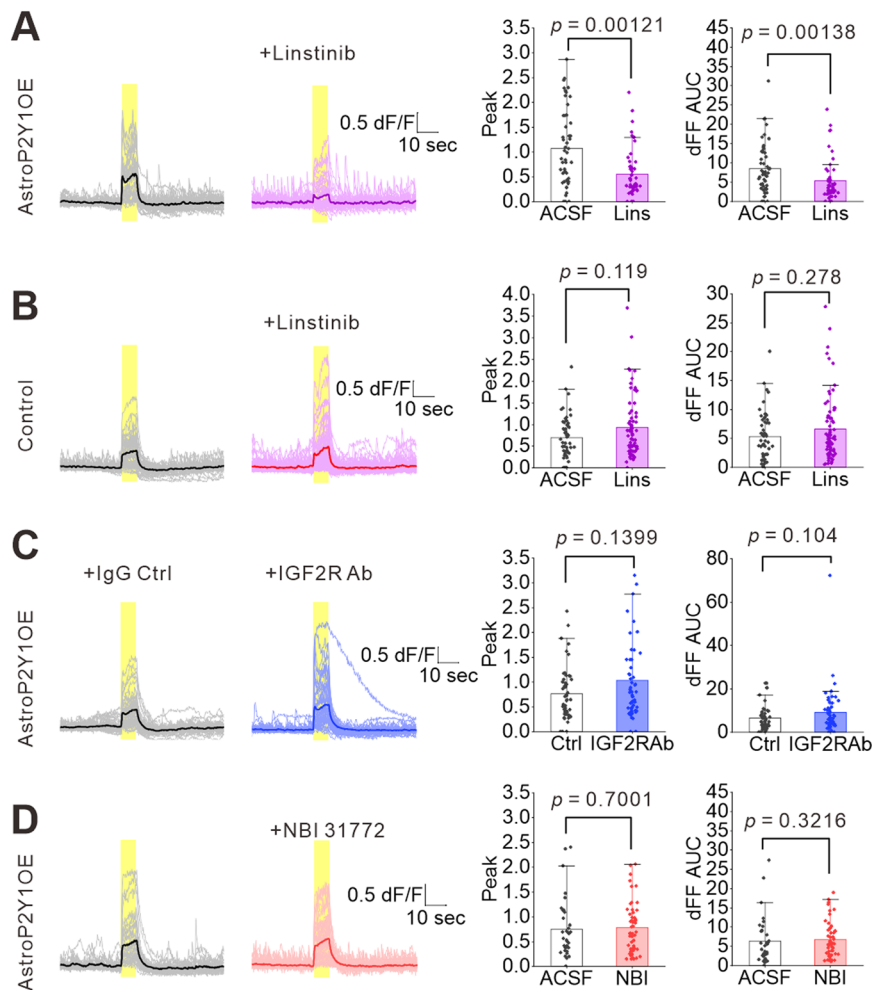 A
AstroP2Y1OE
+Linstinib
0.5 dF/F
10 sec
p = 0.00121
Peak
3.5
3.0
2.5
2.0
1.5
1.0
0.5
0.0
ACSF Lins
p = 0.00138
dFF AUC
45
40
35
30
25
20
15
10
5
0
ACSF Lins
B
Control
+Linstinib
0.5 dF/F
10 sec
p = 0.119
Peak
4.0
3.5
3.0
2.5
2.0
1.5
1.0
0.5
0.0
ACSF Lins
p = 0.278
dFF AUC
30
25
20
15
10
5
0
ACSF Lins
C
AstroP2Y1OE
+IgG Ctrl
+IGF2R Ab
0.5 dF/F
10 sec
p = 0.1399
Peak
3.5
3.0
2.5
2.0
1.5
1.0
0.5
0.0
Ctrl IGF2RAb
p = 0.104
dFF AUC
80
60
40
20
0
Ctrl IGF2RAb
D
AstroP2Y1OE
+NBI 31772
0.5 dF/F
10 sec
p = 0.7001
Peak
3.5
3.0
2.5
2.0
1.5
1.0
0.5
0.0
ACSF NBI
p = 0.3216
dFF AUC
45
40
35
30
25
20
15
10
5
0
ACSF NBI